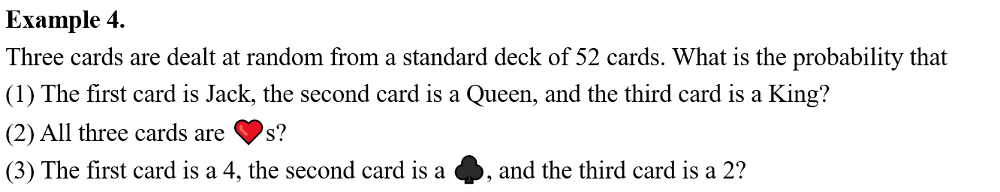 Example 4.
Three cards are dealt at random from a standard deck of 52 cards. What is the probability that
(1) The first card is Jack, the second card is a Queen, and the third card is a King?
(2) All three cards are ♥s?
(3) The first card is a 4, the second card is a ♣, and the third card is a 2?